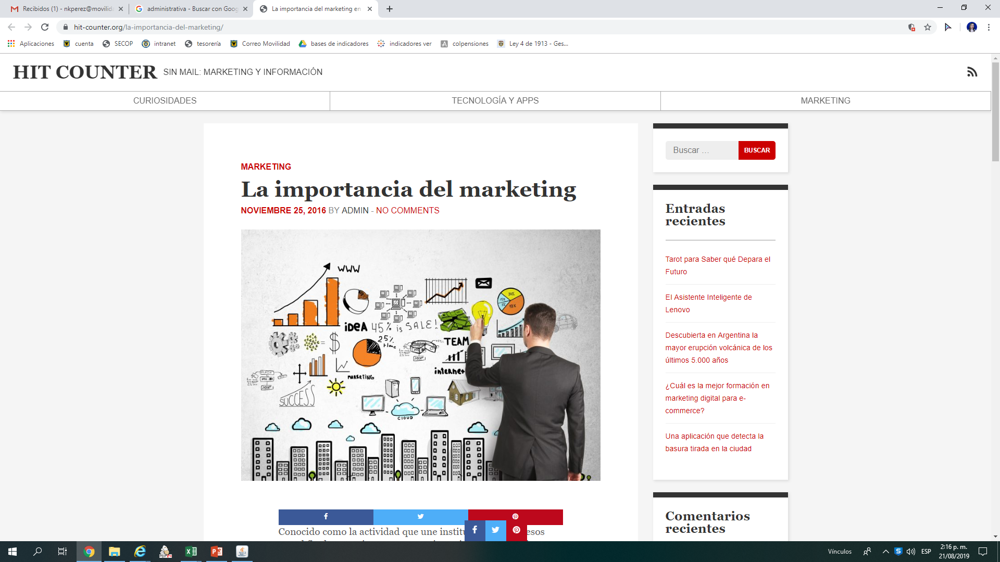 Recibidos (1) - nkperez@movilida
administrativa - Buscar con Goog
La importancia del marketing en
hit-counter.org/la-importancia-del-marketing/
Aplicaciones
cuenta
SECOP
intranet
tesorería
Correo Movilidad
bases de indicadores
indicadores ver
colpensiones
Ley 4 de 1913 - Ges...
HIT COUNTER
SIN MAIL: MARKETING Y INFORMACIÓN
CURIOSIDADES
TECNOLOGÍA Y APPS
MARKETING
MARKETING
La importancia del marketing
NOVIEMBRE 25, 2016 BY ADMIN - NO COMMENTS
WWW
30%
15%
48%
IDEA
45% is SALE!
25%
time
TEAM
internet
MARKETING
MAIN
2000€
SUCCESS
CLOUD
Conocido como la actividad que une institu
esos
Buscar ...
BUSCAR
Entradas
recientes
Tarot para Saber qué Depara el
Futuro
El Asistente Inteligente de
Lenovo
Descubierta en Argentina la
mayor erupción volcánica de los
últimos 5.000 años
¿Cuál es la mejor formación en
marketing digital para e-
commerce?
Una aplicación que detecta la
basura tirada en la ciudad
Comentarios
recientes
Vínculos
ESP
2:16 p. m.
21/08/2019